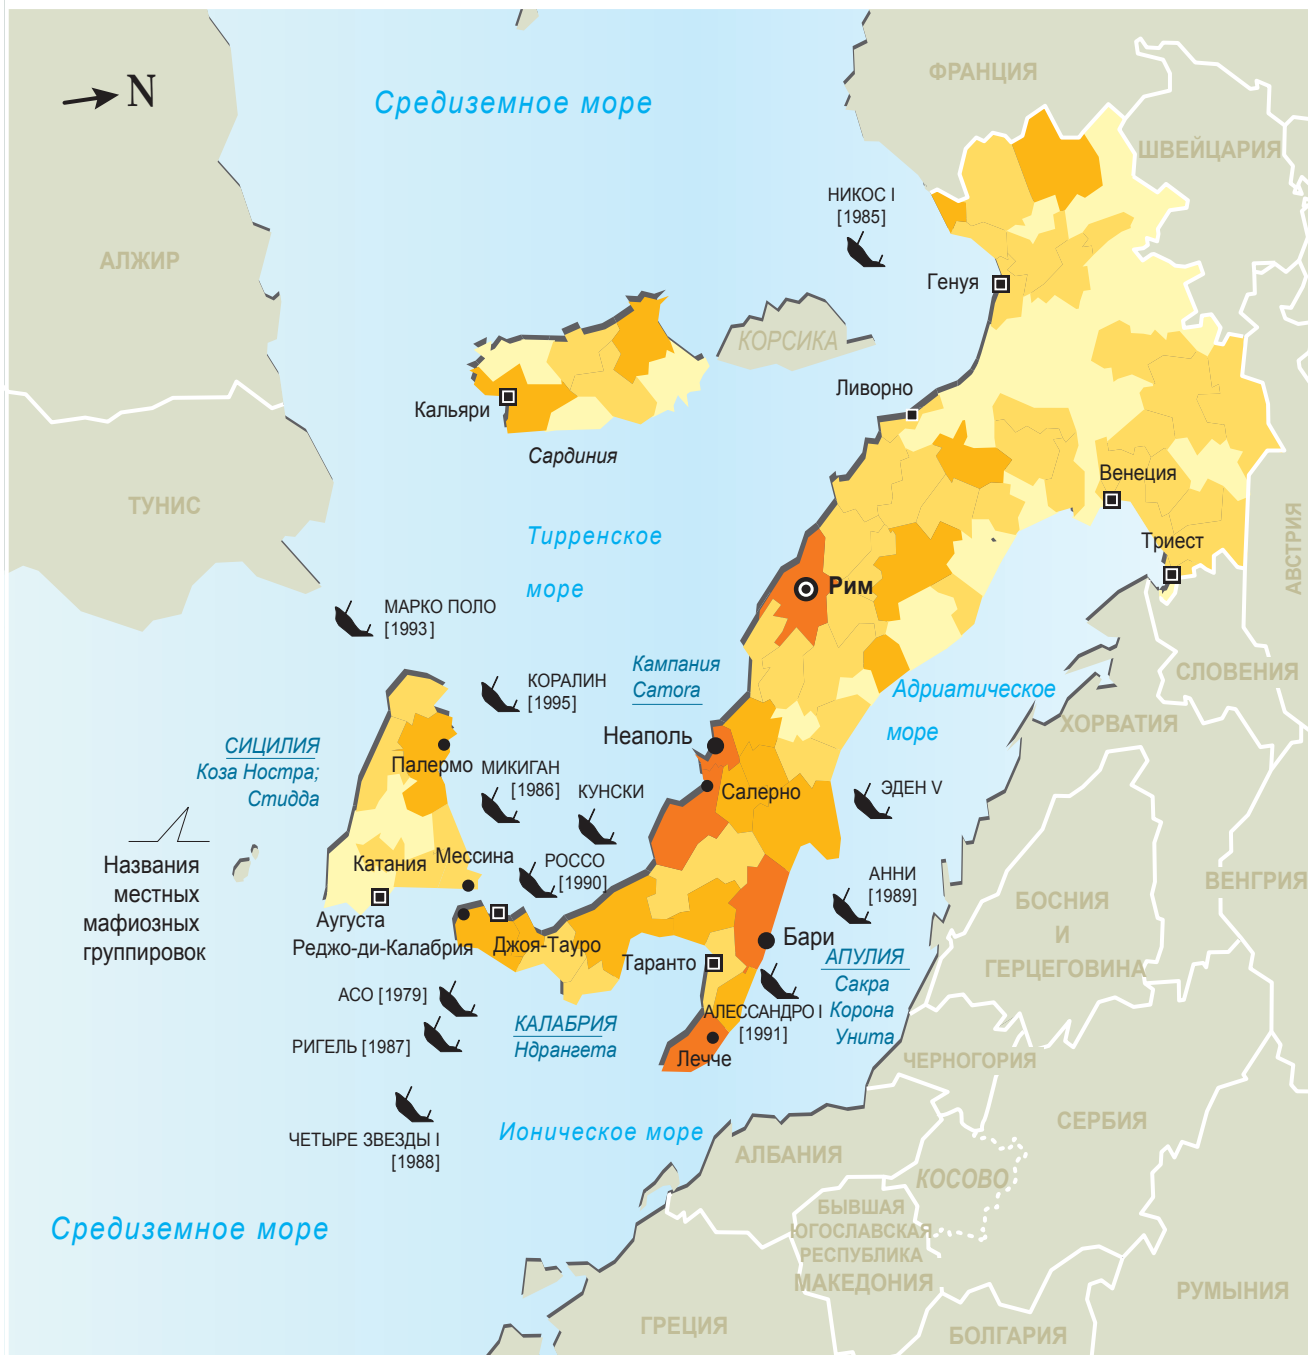 N
Средиземное море
ФРАНЦИЯ
ШВЕЙЦАРИЯ
НИКОС I
[1985]
АЛЖИР
Генуя
КОРСИКА
Ливорно
Кальяри
Сардиния
Венеция
ТУНИС
Тирренское
море
Триест
АВСТРИЯ
Рим
МАРКО ПОЛО
[1993]
Кампания
Camora
КОРАЛИН
[1995]
Адриатическое
море
СЛОВЕНИЯ
ХОРВАТИЯ
СИЦИЛИЯ
Коза Ностра;
Стидда
Палермо
Неаполь
МИКИГАН
[1986]
КУНСКИ
Салерно
ЭДЕН V
Названия
местных
мафиозных
группировок
Катания
Мессина
РОССО
[1990]
АННИ
[1989]
ВЕНГРИЯ
БОСНИЯ
И
ГЕРЦЕГОВИНА
Аугуста
Реджо-ди-Калабрия
Джоя-Тауро
Таранто
Бари
АПУЛИЯ
Сакра
Корона
Унита
АСО [1979]
РИГЕЛЬ [1987]
КАЛАБРИЯ
Ндрангета
АЛЕССАНДРО I
[1991]
Лечче
ЧЕРНОГОРИЯ
ЧЕТЫРЕ ЗВЕЗДЫ I
[1988]
Ионическое море
СЕРБИЯ
АЛБАНИЯ
КОСОВО
Средиземное море
БЫВШАЯ
ЮГОСЛАВСКАЯ
РЕСПУБЛИКА
МАКЕДОНИЯ
РУМЫНИЯ
ГРЕЦИЯ
БОЛГАРИЯ